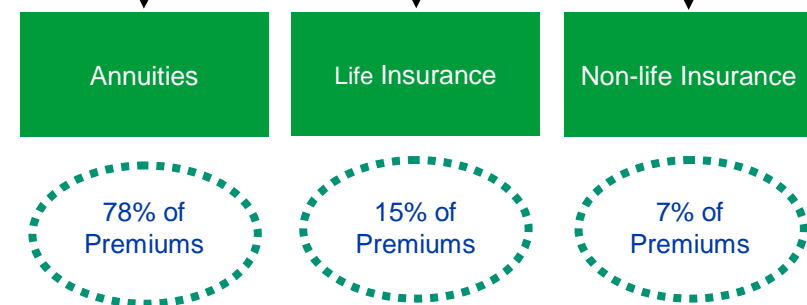 Annuities
Life Insurance
Non-life Insurance
78% of
Premiums
15% of
Premiums
7% of
Premiums